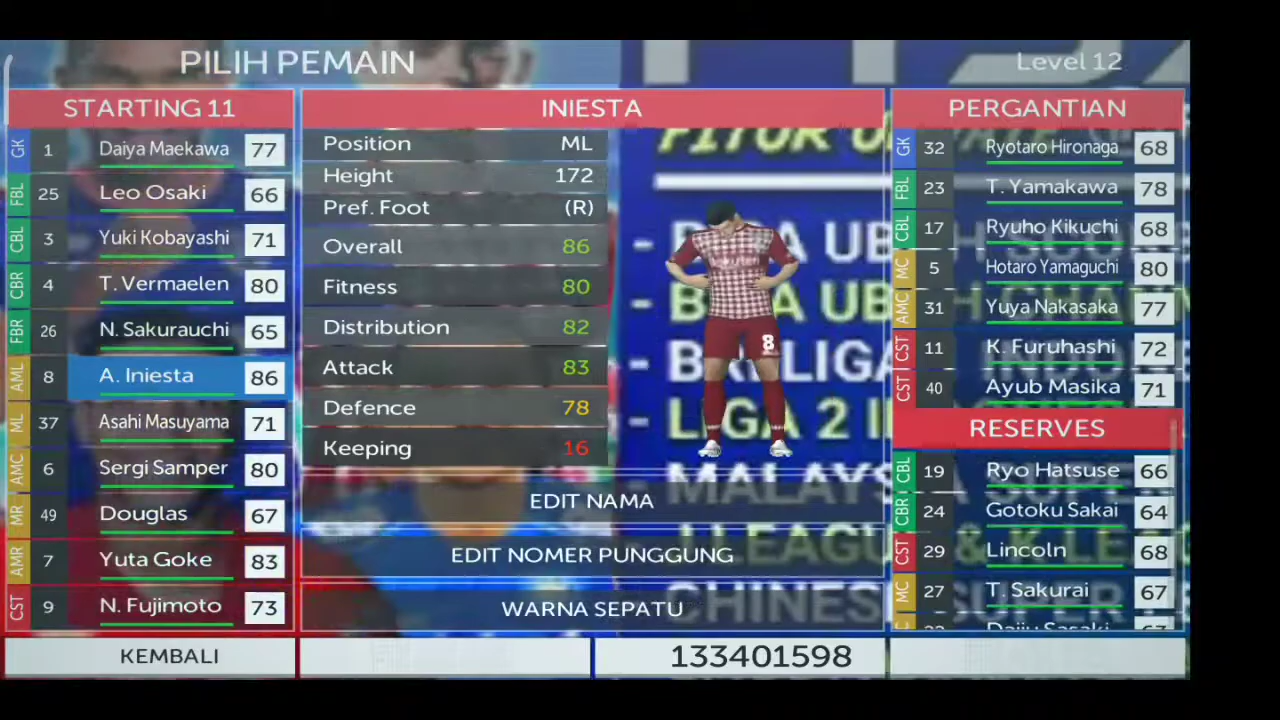 PILIH PEMAIN
Level 12
STARTING 11
GK 1 Daiya Maekawa 77
FBL 25 Leo Osaki 66
CBL 3 Yuki Kobayashi 71
CBR 4 T. Vermaelen 80
FBR 26 N. Sakurauchi 65
AML 8 A. Iniesta 86
ML 37 Asahi Masuyama 71
AMC 6 Sergi Samper 80
MR 49 Douglas 67
AMR 7 Yuta Goke 83
CST 9 N. Fujimoto 73
INIESTA
Position ML
Height 172
Pref. Foot (R)
Overall 86
Fitness 80
Distribution 82
Attack 83
Defence 78
Keeping 16
8
EDIT NAMA
EDIT NOMER PUNGGUNG
WARNA SEPATU
FITUR
LIGA 2
CHINESE
PERGANTIAN
GK 32 Ryotaro Hironaga 68
FBL 23 T. Yamakawa 78
CBL 17 Ryuho Kikuchi 68
MC 5 Hotaro Yamaguchi 80
AMC 31 Yuya Nakasaka 77
CST 11 K. Furuhashi 72
CST 40 Ayub Masika 71
RESERVES
CBL 19 Ryo Hatsuse 66
CBR 24 Gotoku Sakai 64
CST 29 Lincoln 68
MC 27 T. Sakurai 67
Daiju Sasaki
KEMBALI
133401598